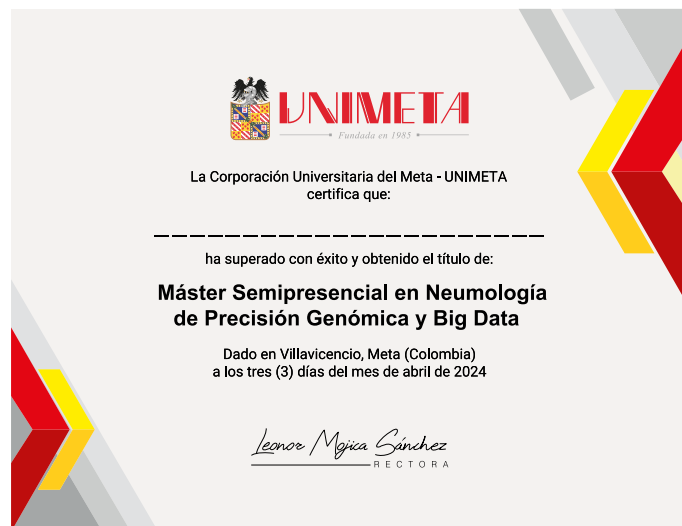 UNIMETA
Fundada en 1985
La Corporación Universitaria del Meta - UNIMETA
certifica que:
ha superado con éxito y obtenido el título de:
Máster Semipresencial en Neumología
de Precisión Genómica y Big Data
Dado en Villavicencio, Meta (Colombia)
a los tres (3) días del mes de abril de 2024
Leonor Mojica Sánchez
RECTORA